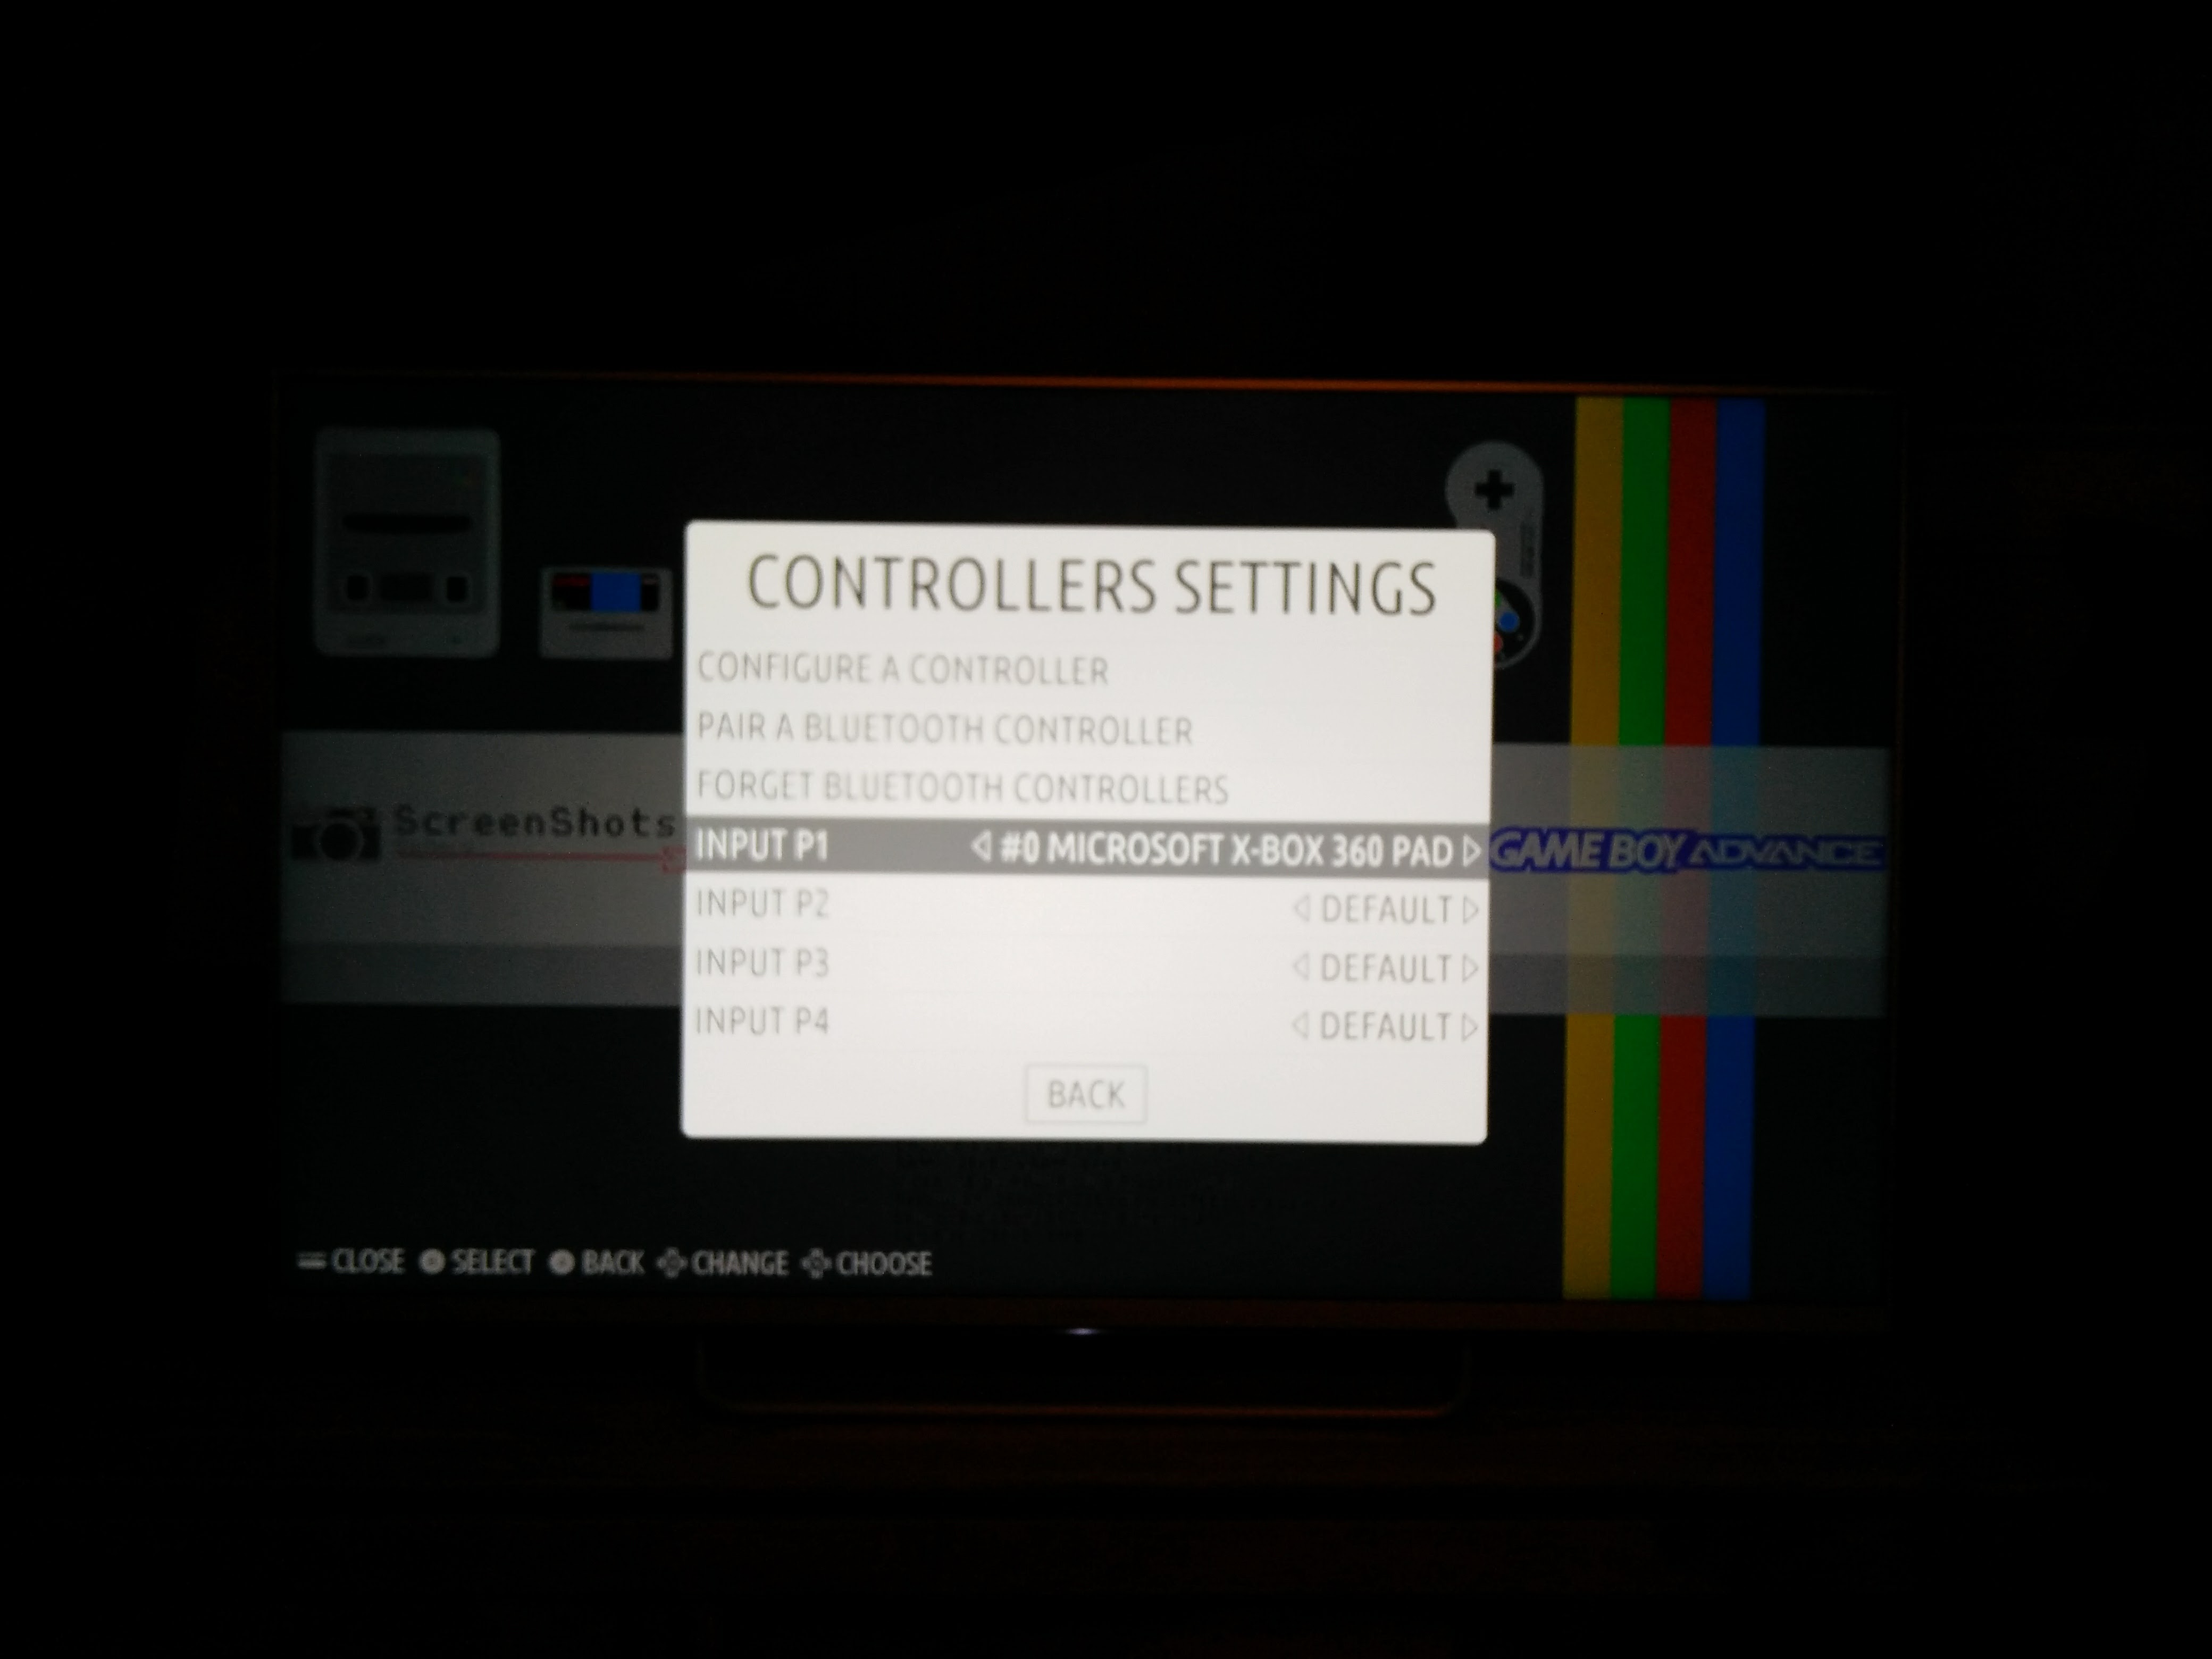 CONTROLLERS SETTINGS
CONFIGURE A CONTROLLER
PAIR A BLUETOOTH CONTROLLER
FORGET BLUETOOTH CONTROLLERS
INPUT P1 #0 MICROSOFT X-BOX 360 PAD
INPUT P2 DEFAULT
INPUT P3 DEFAULT
INPUT P4 DEFAULT
BACK
ScreenShots
GAME BOY ADVANCE
CLOSE SELECT BACK CHANGE CHOOSE